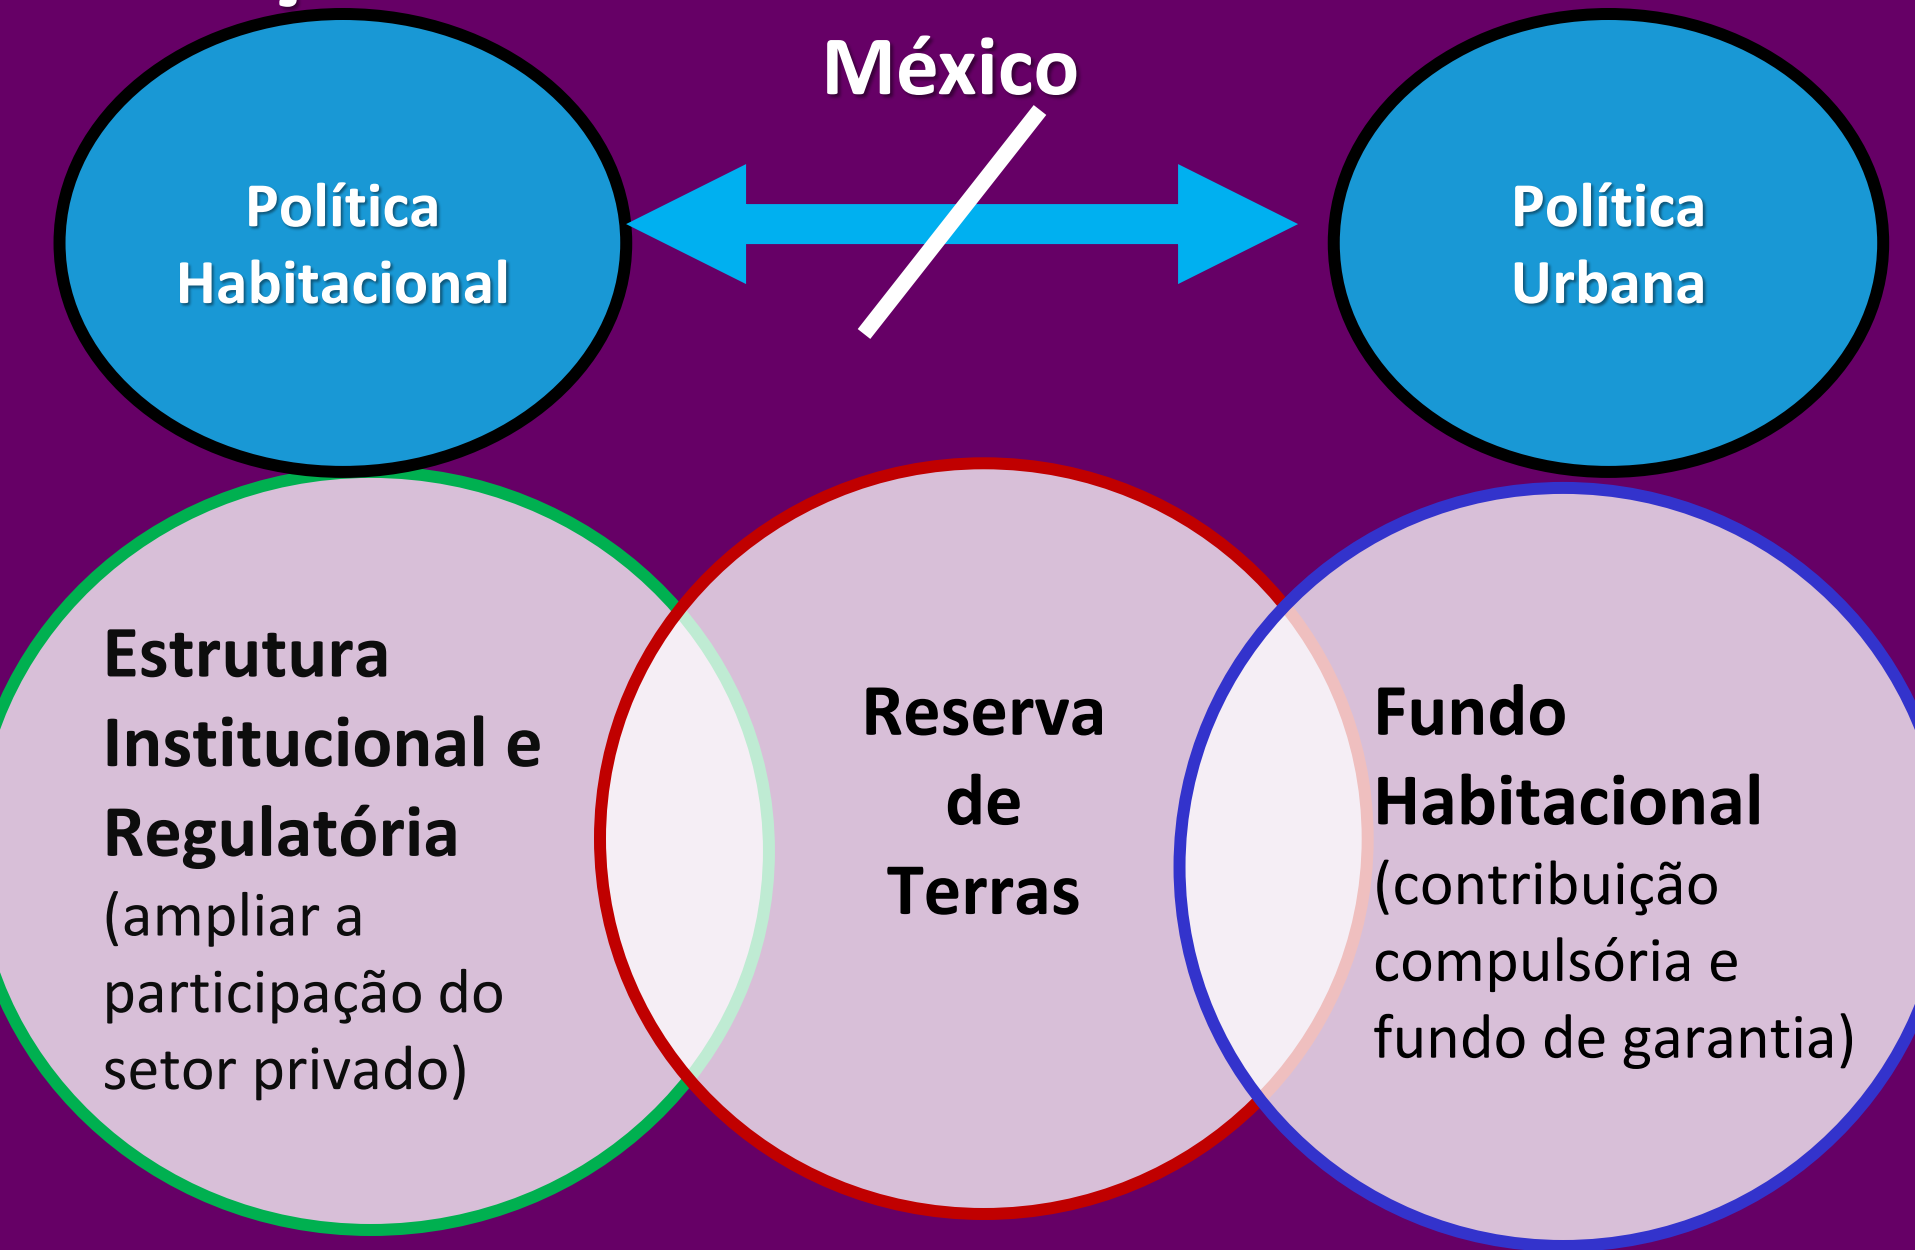 México
Política
Habitacional
Política
Urbana
Estrutura
Institucional e
Regulatória
(ampliar a
participação do
setor privado)
Reserva
de
Terras
Fundo
Habitacional
(contribuição
compulsória e
fundo de garantia)